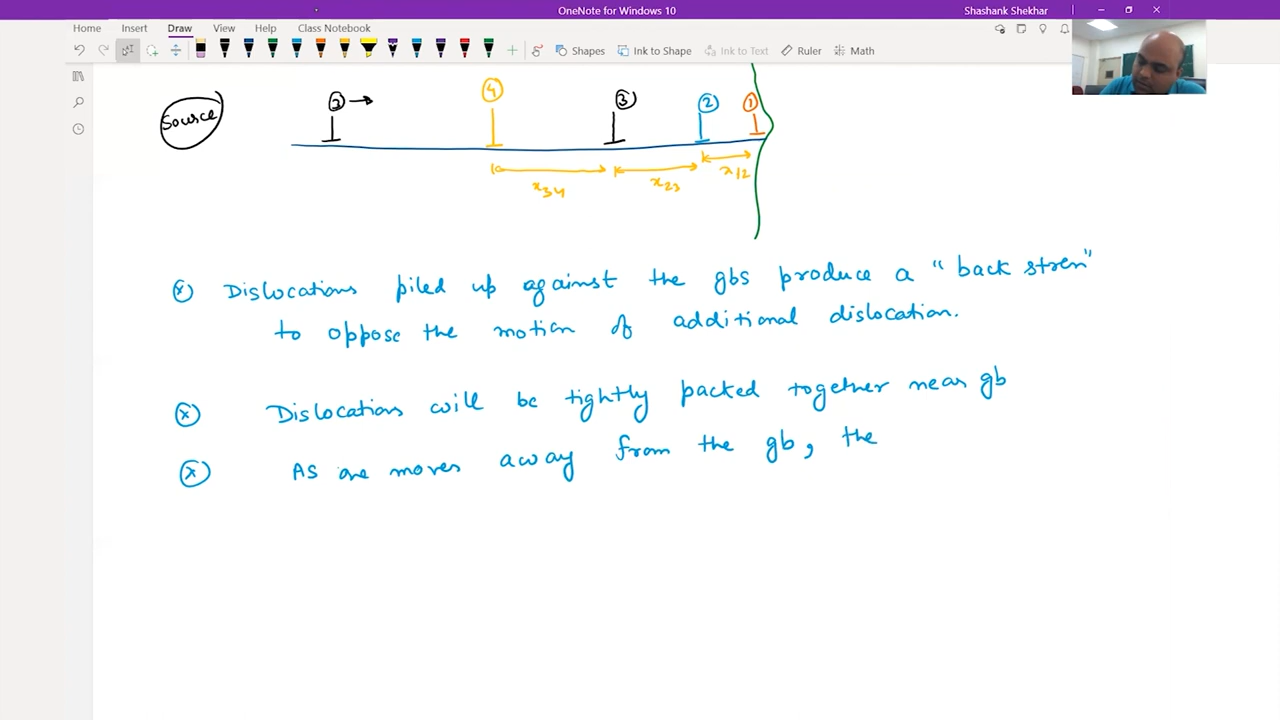 OneNote for Windows 10
Shashank Shekhar
Home Insert Draw View Help Class Notebook
Shapes Ink to Shape Ink to Text Ruler Math
Source
4
3
2
1
x34
x23
x12
Dislocations piled up against the gbs produce a "back stress"
to oppose the motion of additional dislocation.
Dislocations will be tightly packed together near gb
As one moves away from the gb, the